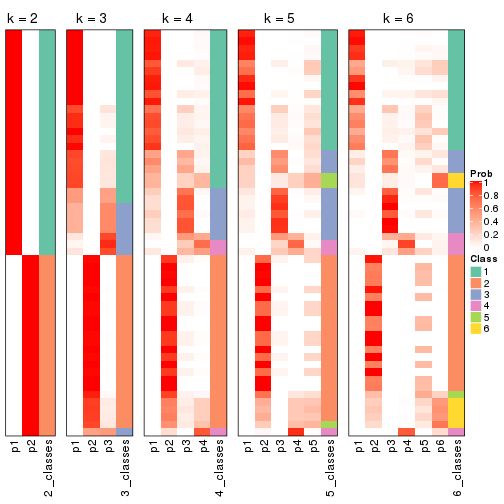 k = 2
k = 3
k = 4
k = 5
k = 6
p1
p2
2_classes
p1
p2
p3
3_classes
p1
p2
p3
p4
4_classes
p1
p2
p3
p4
p5
5_classes
p1
p2
p3
p4
p5
p6
6_classes
Prob
1
0.8
0.6
0.4
0.2
0
Class
1
2
3
4
5
6